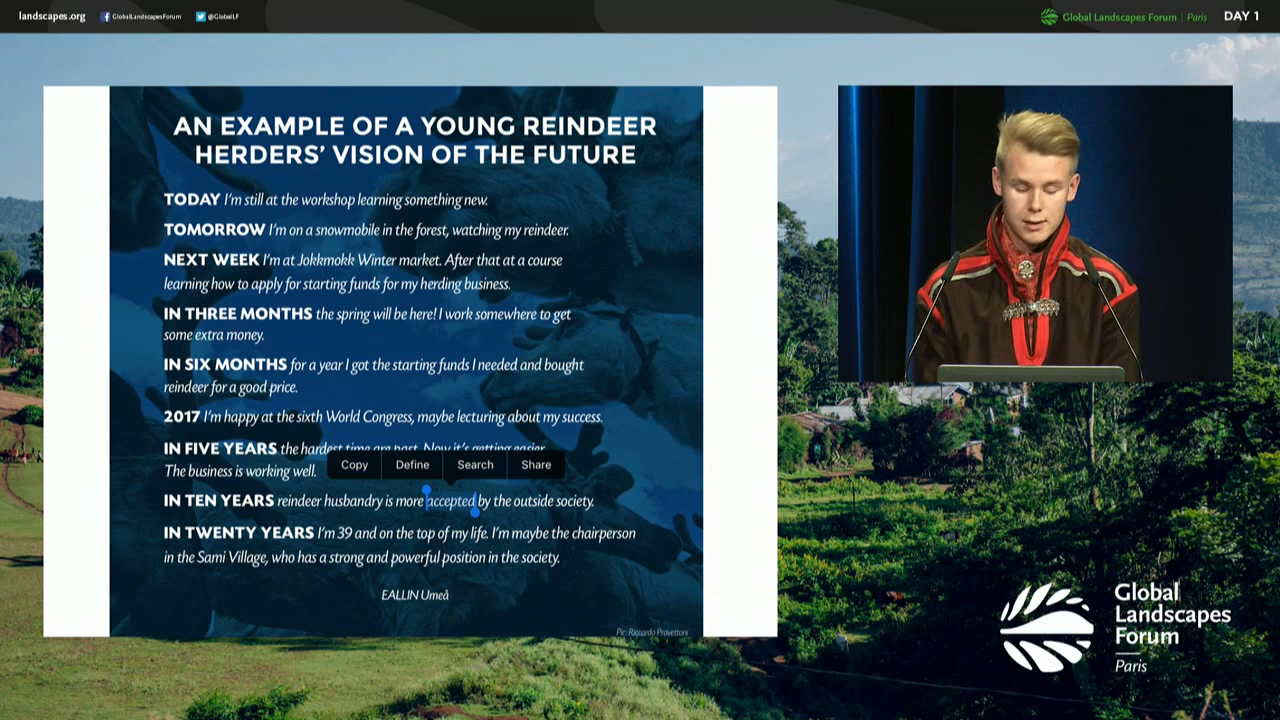 landscapes.org
GlobalLandscapesForum
@GlobalLF
Global Landscapes Forum | Paris
DAY 1
AN EXAMPLE OF A YOUNG REINDEER
HERDERS' VISION OF THE FUTURE
TODAY I'm still at the workshop learning something new.
TOMORROW I'm on a snowmobile in the forest, watching my reindeer.
NEXT WEEK I'm at Jokkmokk Winter market. After that at a course
learning how to apply for starting funds for my herding business.
IN THREE MONTHS the spring will be here! I work somewhere to get
some extra money.
IN SIX MONTHS for a year I got the starting funds I needed and bought
reindeer for a good price.
2017 I'm happy at the sixth World Congress, maybe lecturing about my success.
IN FIVE YEARS the hardest time are past. Now it's getting easier.
The business is working well.
Copy
Define
Search
Share
IN TEN YEARS reindeer husbandry is more accepted by the outside society.
IN TWENTY YEARS I'm 39 and on the top of my life. I'm maybe the chairperson
in the Sami Village, who has a strong and powerful position in the society.
EALLIN Umeå
Pic: Riccardo Pravettoni
Global
Landscapes
Forum
Paris